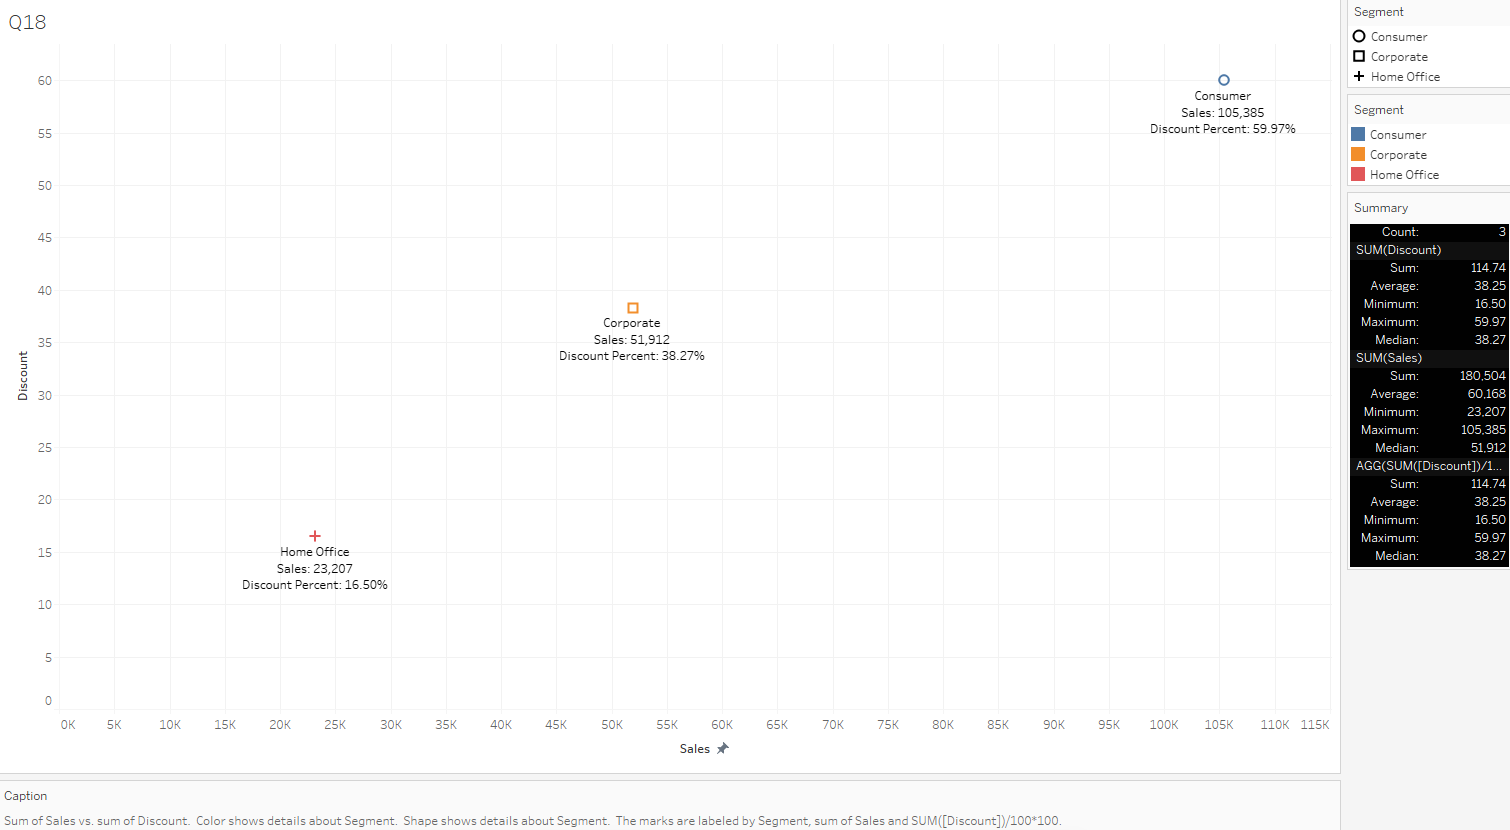 Q18
60
55
50
45
40
35
30
25
20
15
10
5
0
Discount
Consumer
Sales: 105,385
Discount Percent: 59.97%
Corporate
Sales: 51,912
Discount Percent: 38.27%
Home Office
Sales: 23,207
Discount Percent: 16.50%
0K 5K 10K 15K 20K 25K 30K 35K 40K 45K 50K 55K 60K 65K 70K 75K 80K 85K 90K 95K 100K 105K 110K 115K
Sales
Segment
Consumer
Corporate
Home Office
Segment
Consumer
Corporate
Home Office
Summary
Count: 3
SUM(Discount)
Sum: 114.74
Average: 38.25
Minimum: 16.50
Maximum: 59.97
Median: 38.27
SUM(Sales)
Sum: 180,504
Average: 60,168
Minimum: 23,207
Maximum: 105,385
Median: 51,912
AGG(SUM([Discount])/1...
Sum: 114.74
Average: 38.25
Minimum: 16.50
Maximum: 59.97
Median: 38.27
Caption
Sum of Sales vs. sum of Discount. Color shows details about Segment. Shape shows details about Segment. The marks are labeled by Segment, sum of Sales and SUM([Discount])/100*100.